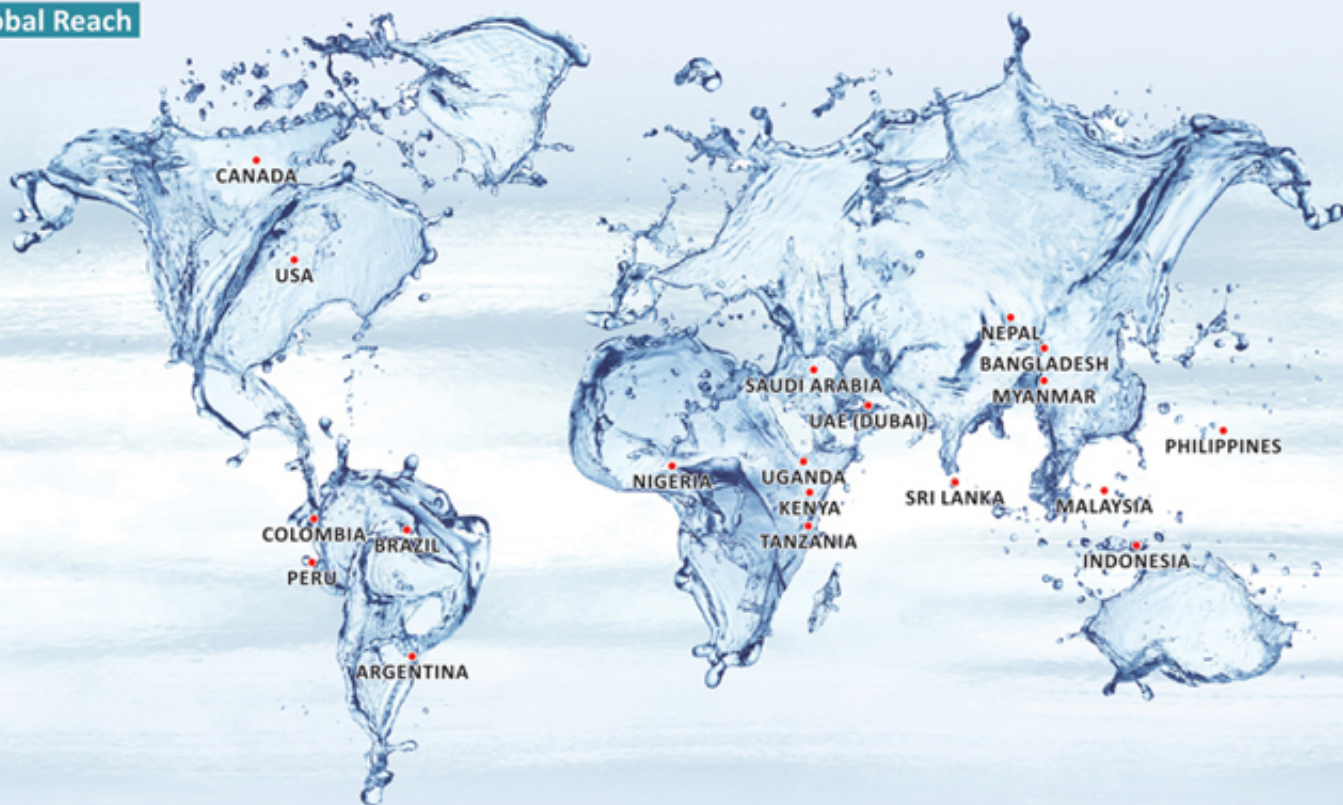 obal Reach
CANADA
USA
NEPAL
BANGLADESH
SAUDI ARABIA
MYANMAR
UAE (DUBAI)
PHILIPPINES
NIGERIA
UGANDA
SRI LANKA
KENYA
MALAYSIA
COLOMBIA
BRAZIL
TANZANIA
INDONESIA
PERU
ARGENTINA